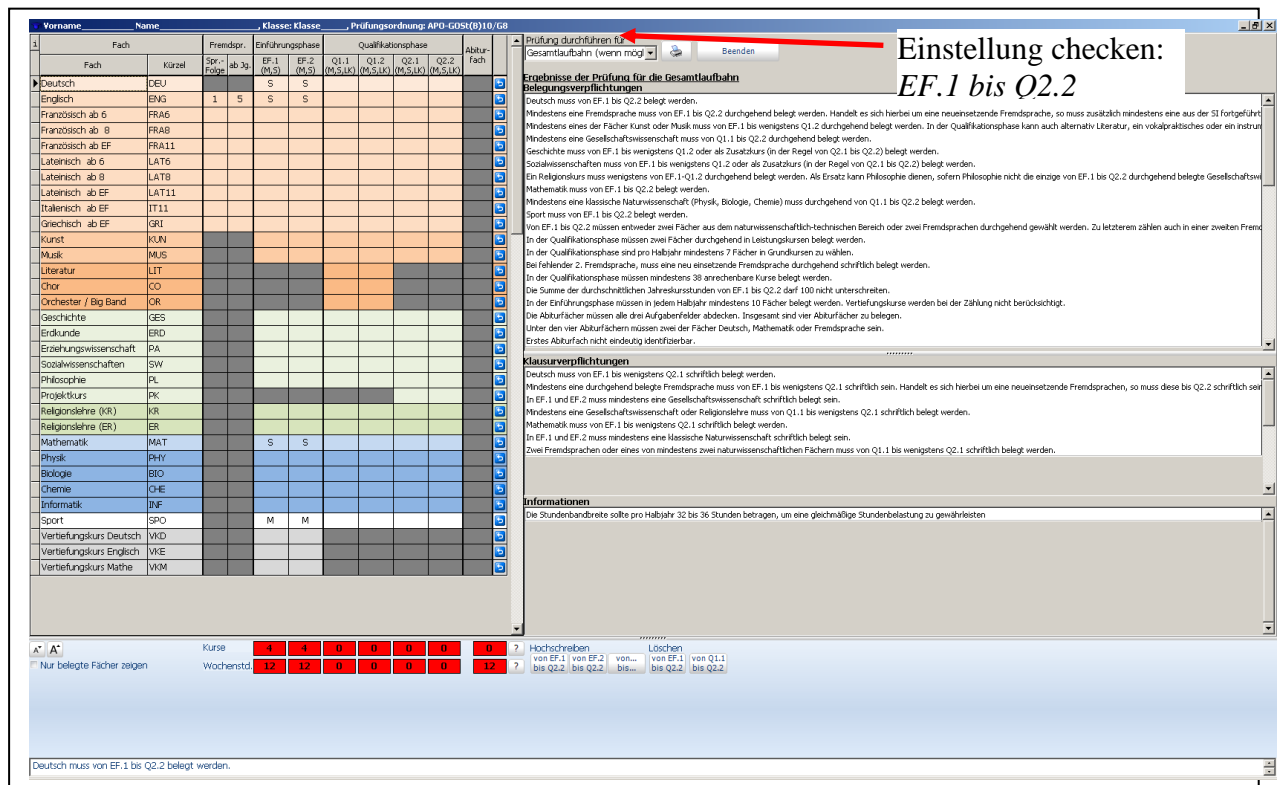 Vorname________ Name____________, Klasse: Klasse____, Prüfungsordnung: APO-GOSt(B)10/G8
1 Fach Fremdspr. Einführungsphase Qualifikationsphase Abitur-fach
Fach Kürzel Spr.-Folge ab Jg. EF.1 (M,S) EF.2 (M,S) Q1.1 (M,S,LK) Q1.2 (M,S,LK) Q2.1 (M,S,LK) Q2.2 (M,S,LK)
Deutsch DEU S S
Englisch ENG 1 5 S S
Französisch ab 6 FRA6
Französisch ab 8 FRA8
Französisch ab EF FRA11
Lateinisch ab 6 LAT6
Lateinisch ab 8 LAT8
Lateinisch ab EF LAT11
Italienisch ab EF IT11
Griechisch ab EF GRI
Kunst KUN
Musik MUS
Literatur LIT
Chor CO
Orchester / Big Band OR
Geschichte GES
Erdkunde ERD
Erziehungswissenschaft PA
Sozialwissenschaften SW
Philosophie PL
Projektkurs PK
Religionslehre (KR) KR
Religionslehre (ER) ER
Mathematik MAT S S
Physik PHY
Biologie BIO
Chemie CHE
Informatik INF
Sport SPO M M
Vertiefungskurs Deutsch VKD
Vertiefungskurs Englisch VKE
Vertiefungskurs Mathe VKM
Prüfung durchführen für
Gesamtlaufbahn (wenn mögl Beenden
Einstellung checken:
EF.1 bis Q2.2
Ergebnisse der Prüfung für die Gesamtlaufbahn
Belegungsverpflichtungen
Deutsch muss von EF.1 bis Q2.2 belegt werden.
Mindestens eine Fremdsprache muss von EF.1 bis Q2.2 durchgehend belegt werden. Handelt es sich hierbei um eine neueinsetzende Fremdsprache, so muss zusätzlich mindestens eine aus der SI fortgeführt
Mindestens eines der Fächer Kunst oder Musik muss von EF.1 bis wenigstens Q1.2 durchgehend belegt werden. In der Qualifikationsphase kann auch alternativ Literatur, ein vokalpraktisches oder ein instrun
Mindestens eine Gesellschaftswissenschaft muss von Q1.1 bis Q2.2 durchgehend belegt werden.
Geschichte muss von EF.1 bis wenigstens Q1.2 oder als Zusatzkurs (in der Regel von Q2.1 bis Q2.2) belegt werden.
Sozialwissenschaften muss von EF.1 bis wenigstens Q1.2 oder als Zusatzkurs (in der Regel von Q2.1 bis Q2.2) belegt werden.
Ein Religionskurs muss wenigstens von EF.1-Q1.2 durchgehend belegt werden. Als Ersatz kann Philosophie dienen, sofern Philosophie nicht die einzige von EF.1 bis Q2.2 durchgehend belegte Gesellschaftswi
Mathematik muss von EF.1 bis Q2.2 belegt werden.
Mindestens eine klassische Naturwissenschaft (Physik, Biologie, Chemie) muss durchgehend von Q1.1 bis Q2.2 belegt werden.
Sport muss von EF.1 bis Q2.2 belegt werden.
Von EF.1 bis Q2.2 müssen entweder zwei Fächer aus dem naturwissenschaftlich-technischen Bereich oder zwei Fremdsprachen durchgehend gewählt werden. Zu letzterem zählen auch in einer zweiten Fremd
In der Qualifikationsphase müssen zwei Fächer durchgehend in Leistungskursen belegt werden.
In der Qualifikationsphase sind pro Halbjahr mindestens 7 Fächer in Grundkursen zu wählen.
Bei fehlender 2. Fremdsprache, muss eine neu einsetzende Fremdsprache durchgehend schriftlich belegt werden.
In der Qualifikationsphase müssen mindestens 38 anrechenbare Kurse belegt werden.
Die Summe der durchschnittlichen Jahreskursstunden von EF.1 bis Q2.2 darf 100 nicht unterschreiten.
In der Einführungsphase müssen in jedem Halbjahr mindestens 10 Fächer belegt werden. Vertiefungskurse werden bei der Zählung nicht berücksichtigt.
Die Abiturfächer müssen alle drei Aufgabenfelder abdecken. Insgesamt sind vier Abiturfächer zu belegen.
Unter den vier Abiturfächern müssen zwei der Fächer Deutsch, Mathematik oder Fremdsprache sein.
Erstes Abiturfach nicht eindeutig identifizierbar.
Klausurverpflichtungen
Deutsch muss von EF.1 bis wenigstens Q2.1 schriftlich belegt werden.
Mindestens eine durchgehend belegte Fremdsprache muss von EF.1 bis wenigstens Q2.1 schriftlich sein. Handelt es sich hierbei um eine neueinsetzende Fremdsprachen, so muss diese bis Q2.2 schriftlich sein
In EF.1 und EF.2 muss mindestens eine Gesellschaftswissenschaft schriftlich belegt sein.
Mindestens eine Gesellschaftswissenschaft oder Religionslehre muss von Q1.1 bis wenigstens Q2.1 schriftlich belegt werden.
Mathematik muss von EF.1 bis wenigstens Q2.1 schriftlich belegt werden.
In EF.1 und EF.2 muss mindestens eine klassische Naturwissenschaft schriftlich belegt sein.
Zwei Fremdsprachen oder eines von mindestens zwei naturwissenschaftlichen Fächern muss von Q1.1 bis wenigstens Q2.1 schriftlich belegt werden.
Informationen
Die Stundenbandbreite sollte pro Halbjahr 32 bis 36 Stunden betragen, um eine gleichmäßige Stundenbelastung zu gewährleisten
A- A+ Kurse 4 4 0 0 0 0 0 ? Hochschreiben Löschen
Nur belegte Fächer zeigen Wochenstd. 12 12 0 0 0 0 12 ? von EF.1 bis Q2.2 von EF.2 bis Q2.2 von... bis... von EF.1 bis Q2.2 von Q1.1 bis Q2.2
Deutsch muss von EF.1 bis Q2.2 belegt werden.